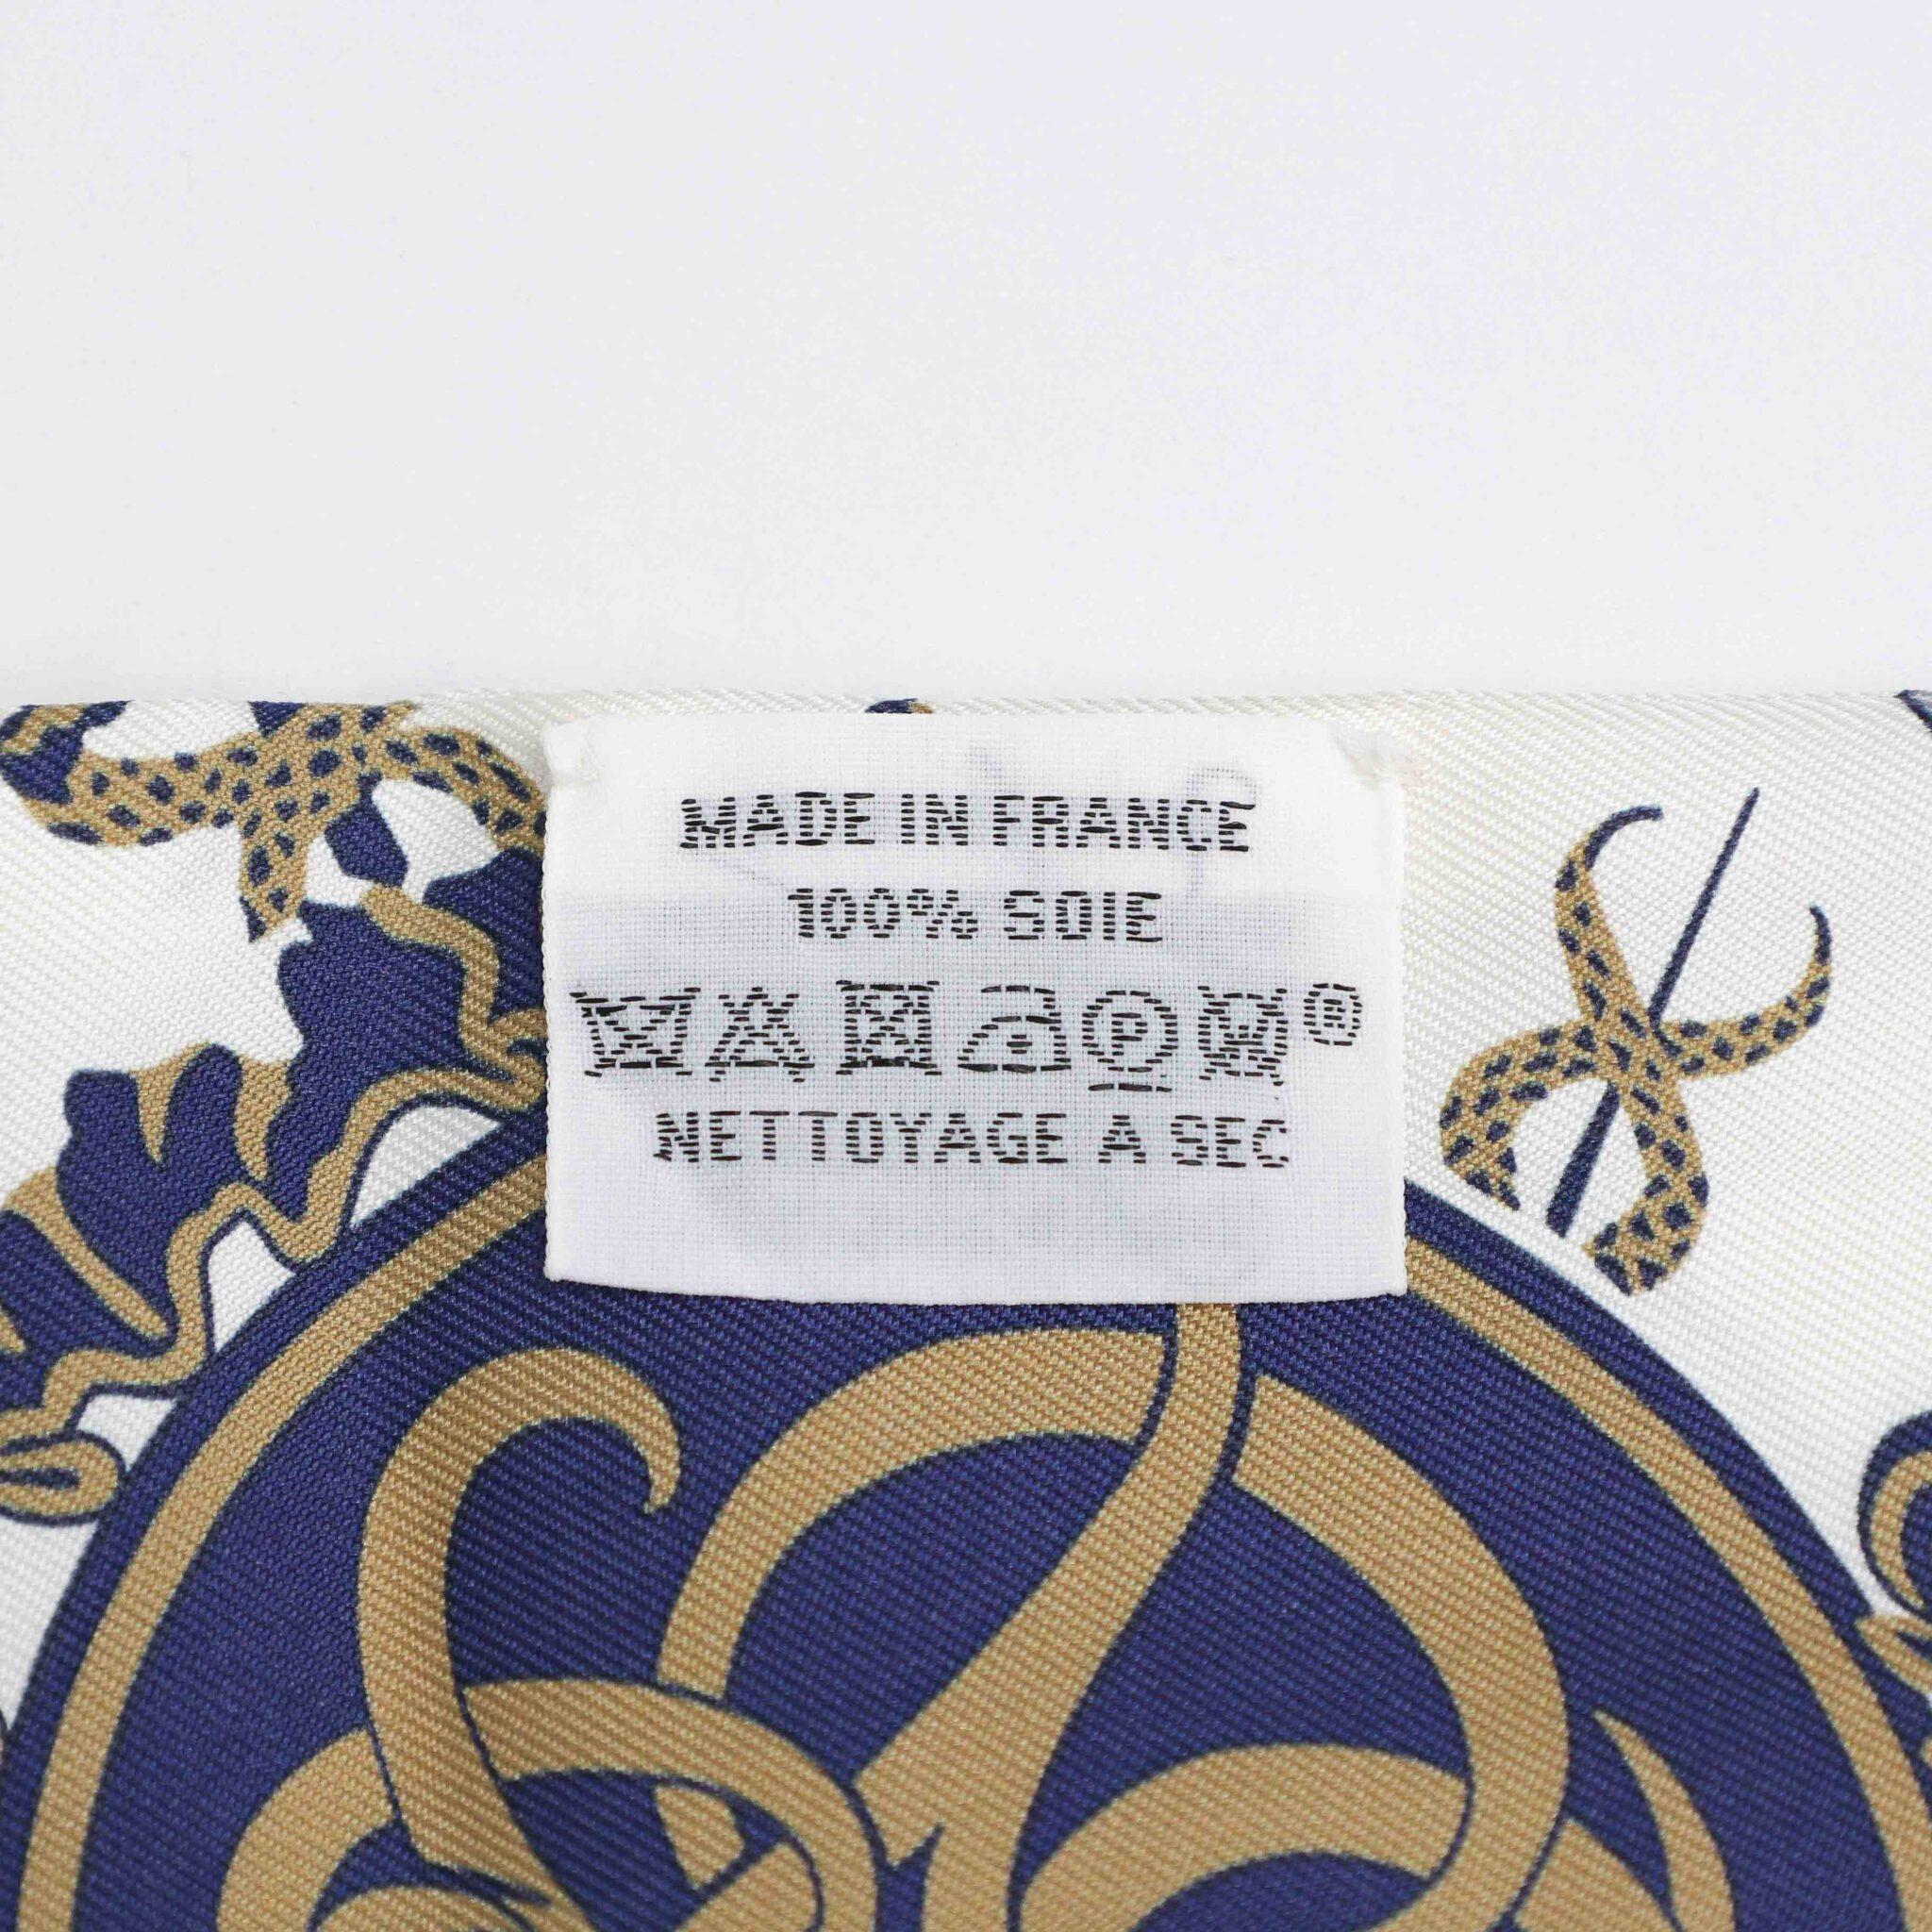 MADE IN FRANCE
100% SOIE
P W ®
NETTOYAGE A SEC